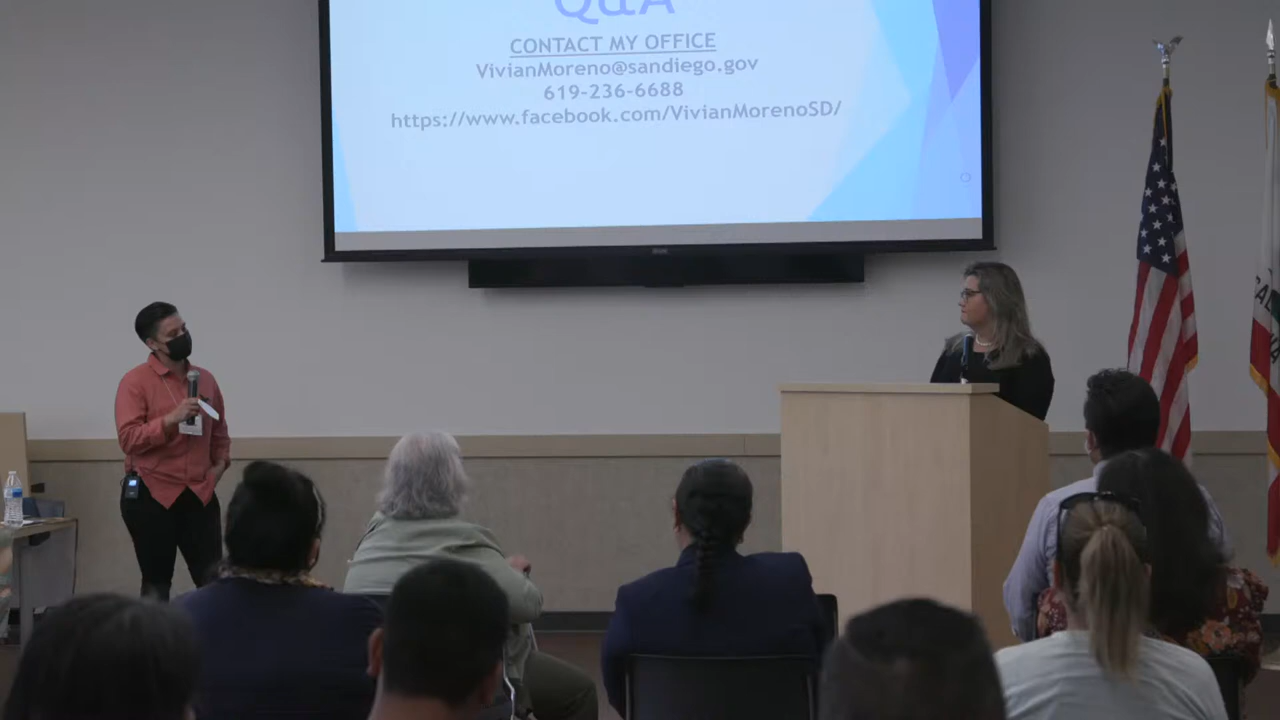 Q&A
CONTACT MY OFFICE
VivianMoreno@sandiego.gov
619-236-6688
https://www.facebook.com/VivianMorenoSD/